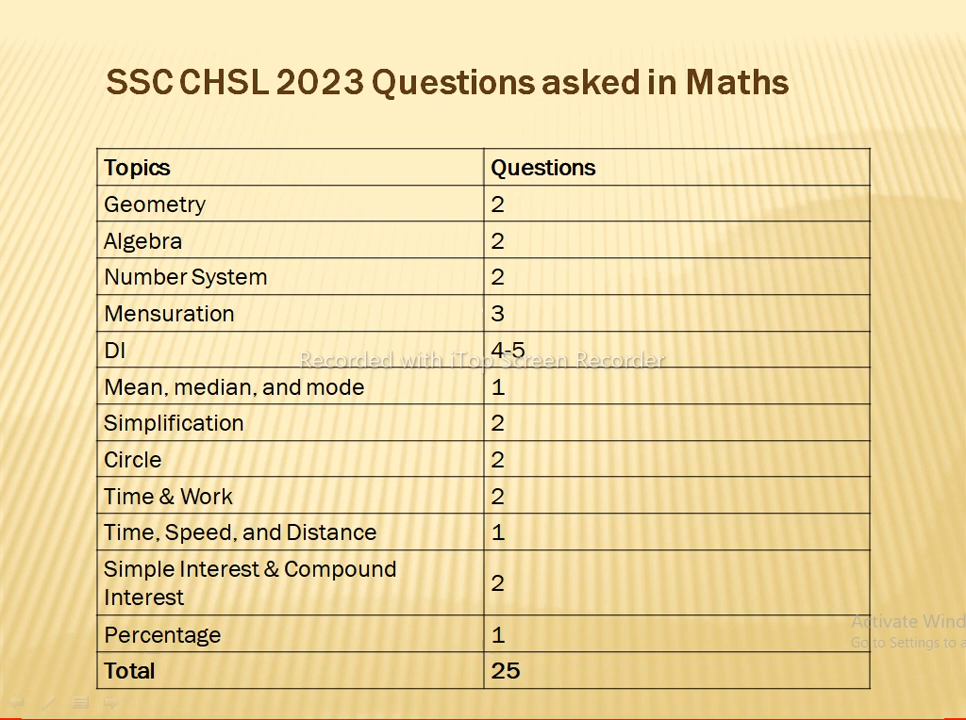 SSC CHSL 2023 Questions asked in Maths
Topics Questions
Geometry 2
Algebra 2
Number System 2
Mensuration 3
DI 4-5
Recorded with iTop Screen Recorder
Mean, median, and mode 1
Simplification 2
Circle 2
Time & Work 2
Time, Speed, and Distance 1
Simple Interest & Compound
Interest 2
Percentage 1
Total 25
Activate Wind
Go to Settings to a